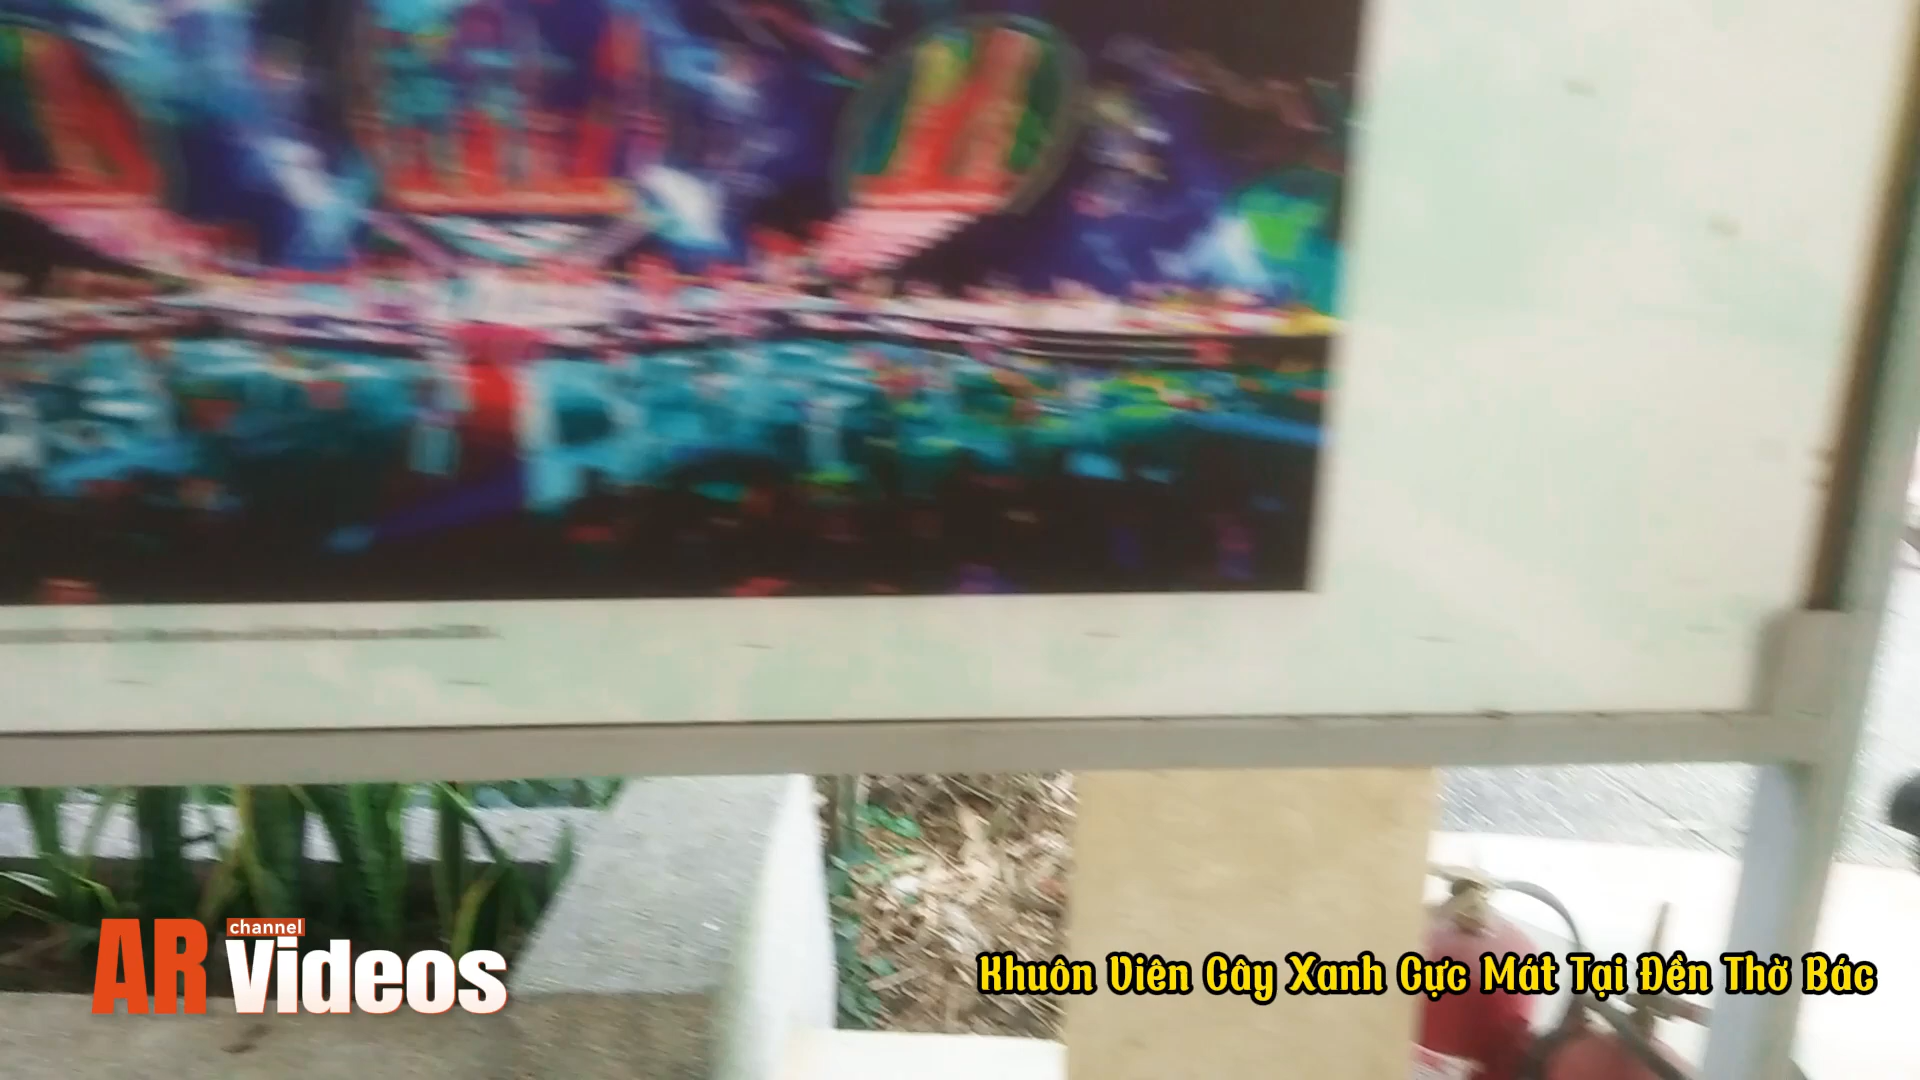 AR channel Videos
Khuôn Viên Cây Xanh Cực Mát Tại Đền Thờ Bác